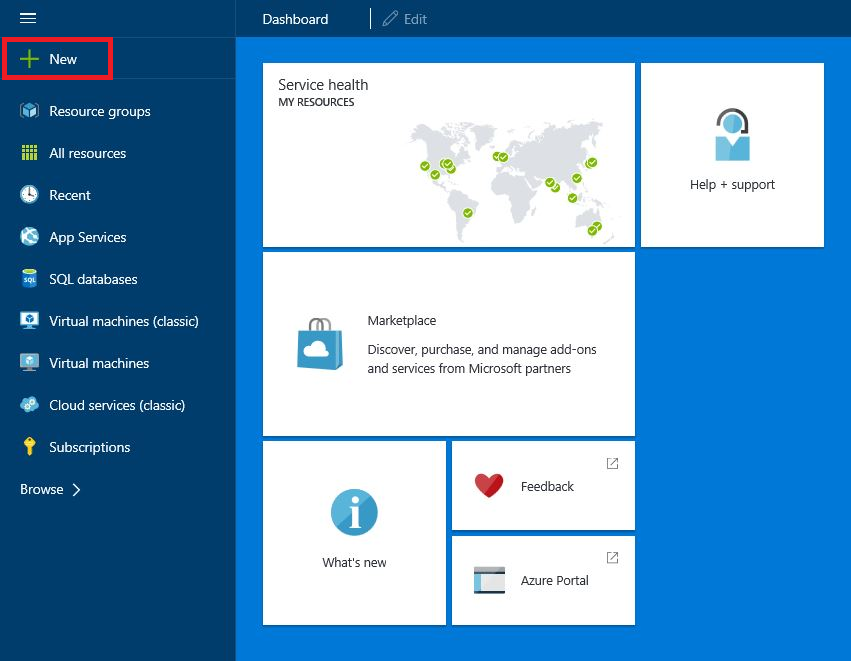 Dashboard
Edit
New
Resource groups
All resources
Recent
App Services
SQL
SQL databases
Virtual machines (classic)
Virtual machines
Cloud services (classic)
Subscriptions
Browse
Service health
MY RESOURCES
Help + support
Marketplace
Discover, purchase, and manage add-ons
and services from Microsoft partners
What's new
Feedback
Azure Portal